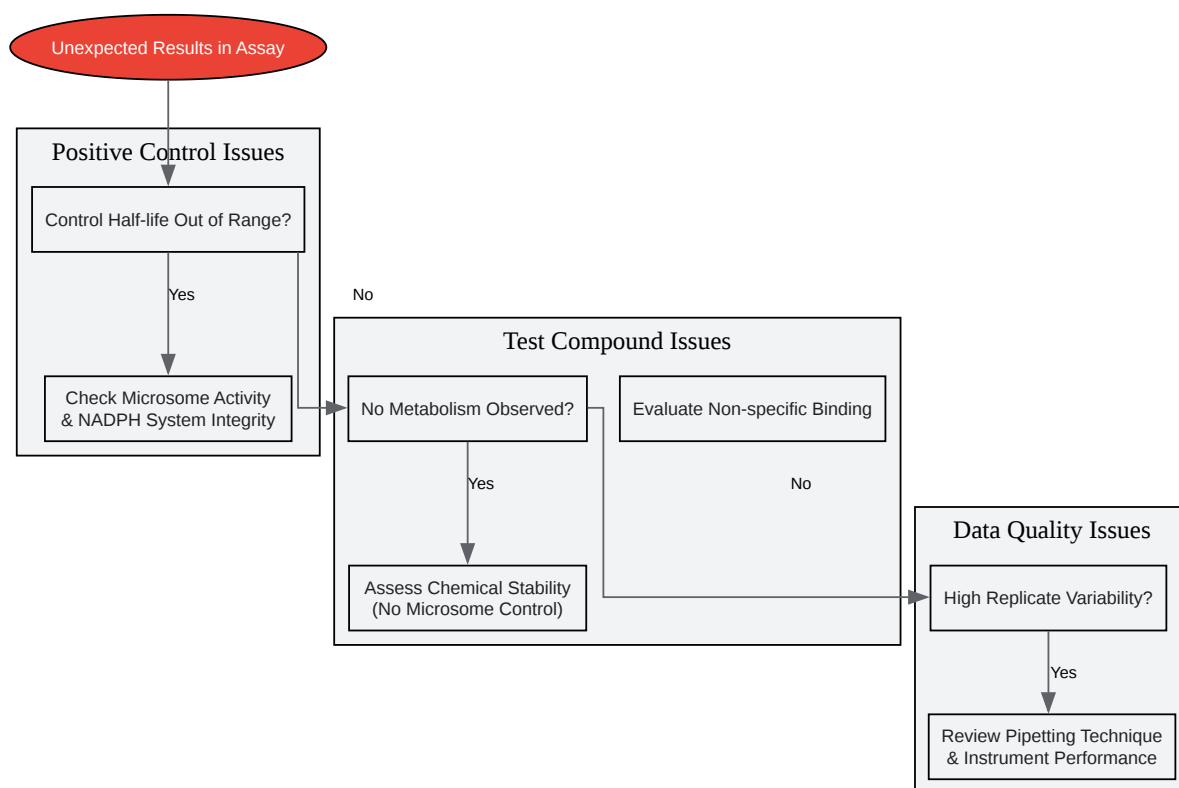 Unexpected Results in Assay
Positive Control Issues
Control Half-life Out of Range?
Yes
No
Check Microsome Activity
& NADPH System Integrity
Test Compound Issues
No Metabolism Observed?
Evaluate Non-specific Binding
Yes
No
Assess Chemical Stability
(No Microsome Control)
Data Quality Issues
High Replicate Variability?
Yes
Review Pipetting Technique
& Instrument Performance